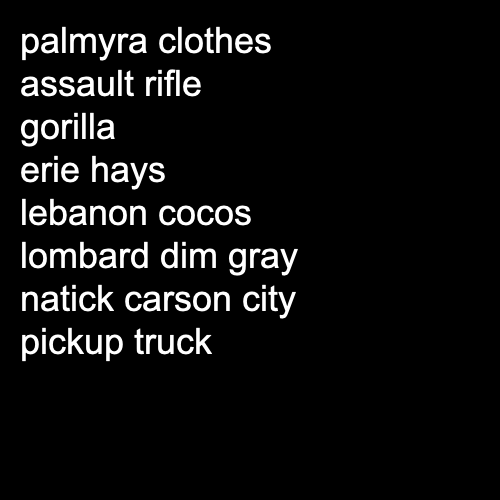 palmyra clothes
assault rifle
gorilla
erie hays
lebanon cocos
lombard dim gray
natick carson city
pickup truck